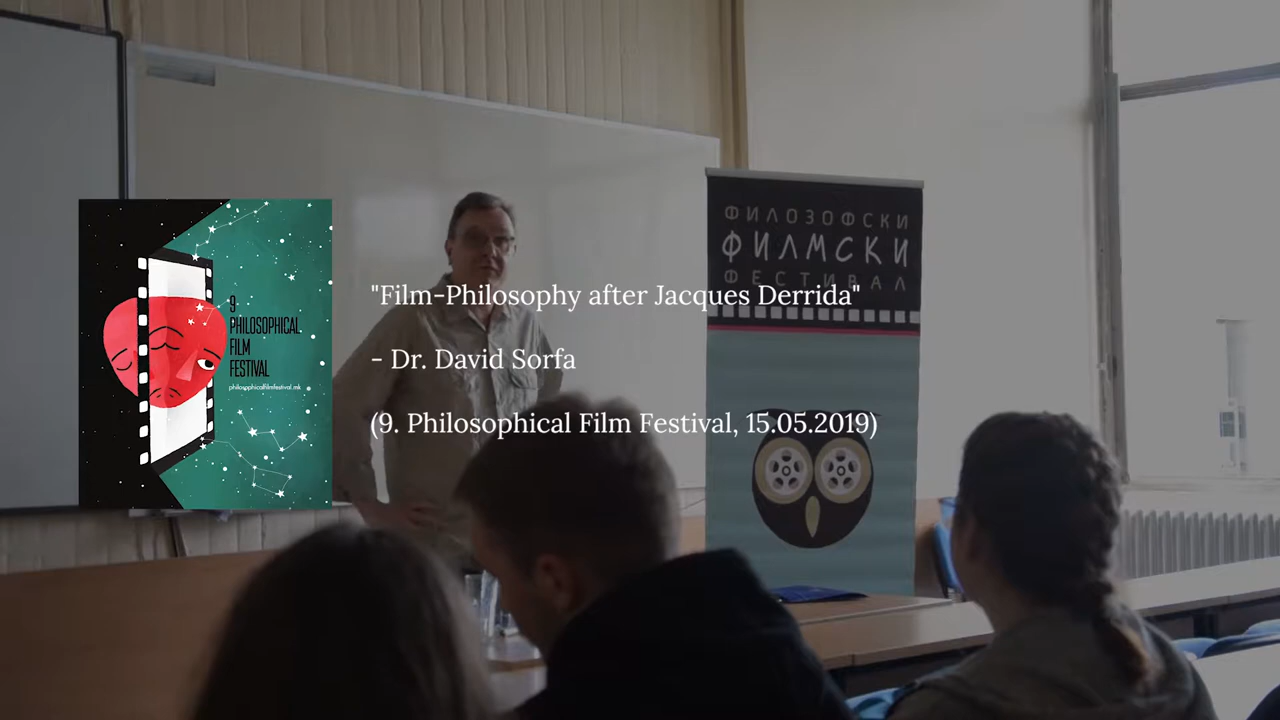 ФИЛОЗОФСКИ
ФИЛМСКИ
ФЕСТИВАЛ
9
PHILOSOPHICAL
FILM
FESTIVAL
philosophicalfilmfestival.mk
"Film-Philosophy after Jacques Derrida"
- Dr. David Sorfa
(9. Philosophical Film Festival, 15.05.2019)